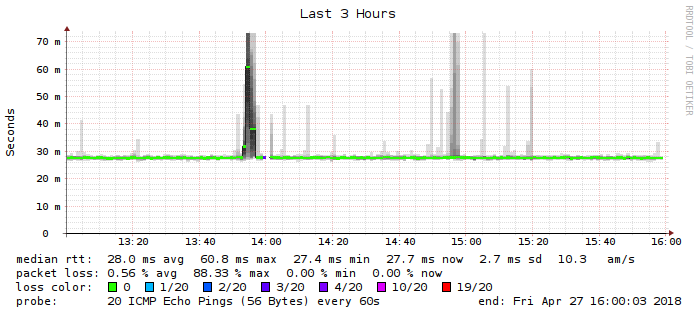 Last 3 Hours
RRDTOOL / TOBI OETIKER
Seconds
70 m
60 m
50 m
40 m
30 m
20 m
10 m
0
13:20 13:40 14:00 14:20 14:40 15:00 15:20 15:40 16:00
median rtt: 28.0 ms avg 60.8 ms max 27.4 ms min 27.7 ms now 2.7 ms sd 10.3 am/s
packet loss: 0.56 % avg 88.33 % max 0.00 % min 0.00 % now
loss color: 0 1/20 2/20 3/20 4/20 10/20 19/20
probe: 20 ICMP Echo Pings (56 Bytes) every 60s end: Fri Apr 27 16:00:03 2018